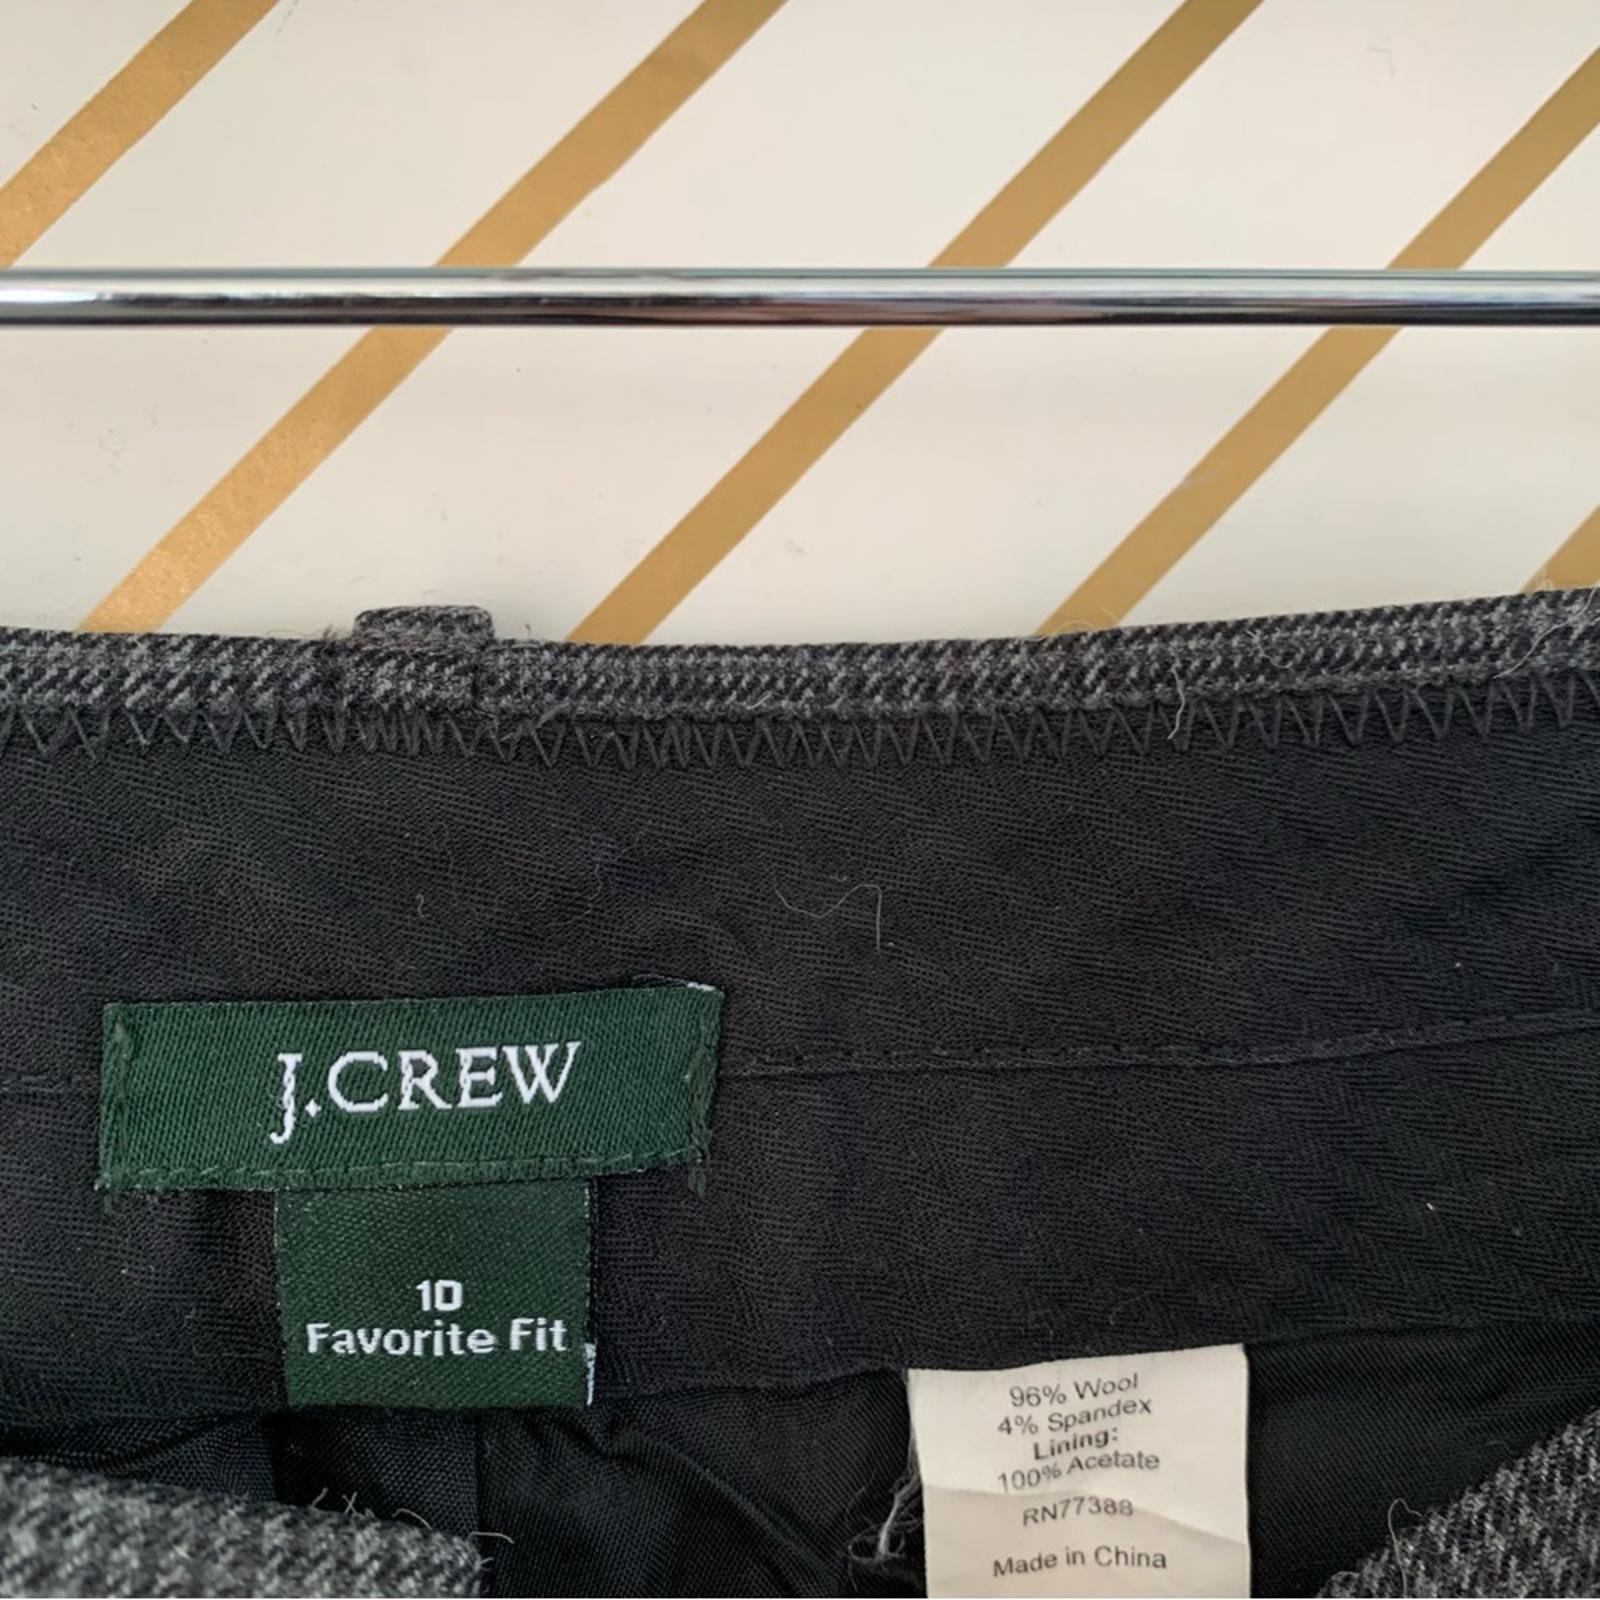 J.CREW
10
Favorite Fit
96% Wool
4% Spandex
Lining:
100% Acetate
RN77388
Made in China